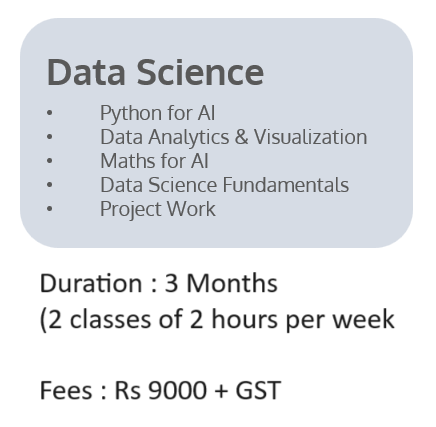 Data Science
• Python for AI
• Data Analytics & Visualization
• Maths for AI
• Data Science Fundamentals
• Project Work
Duration : 3 Months
(2 classes of 2 hours per week
Fees : Rs 9000 + GST